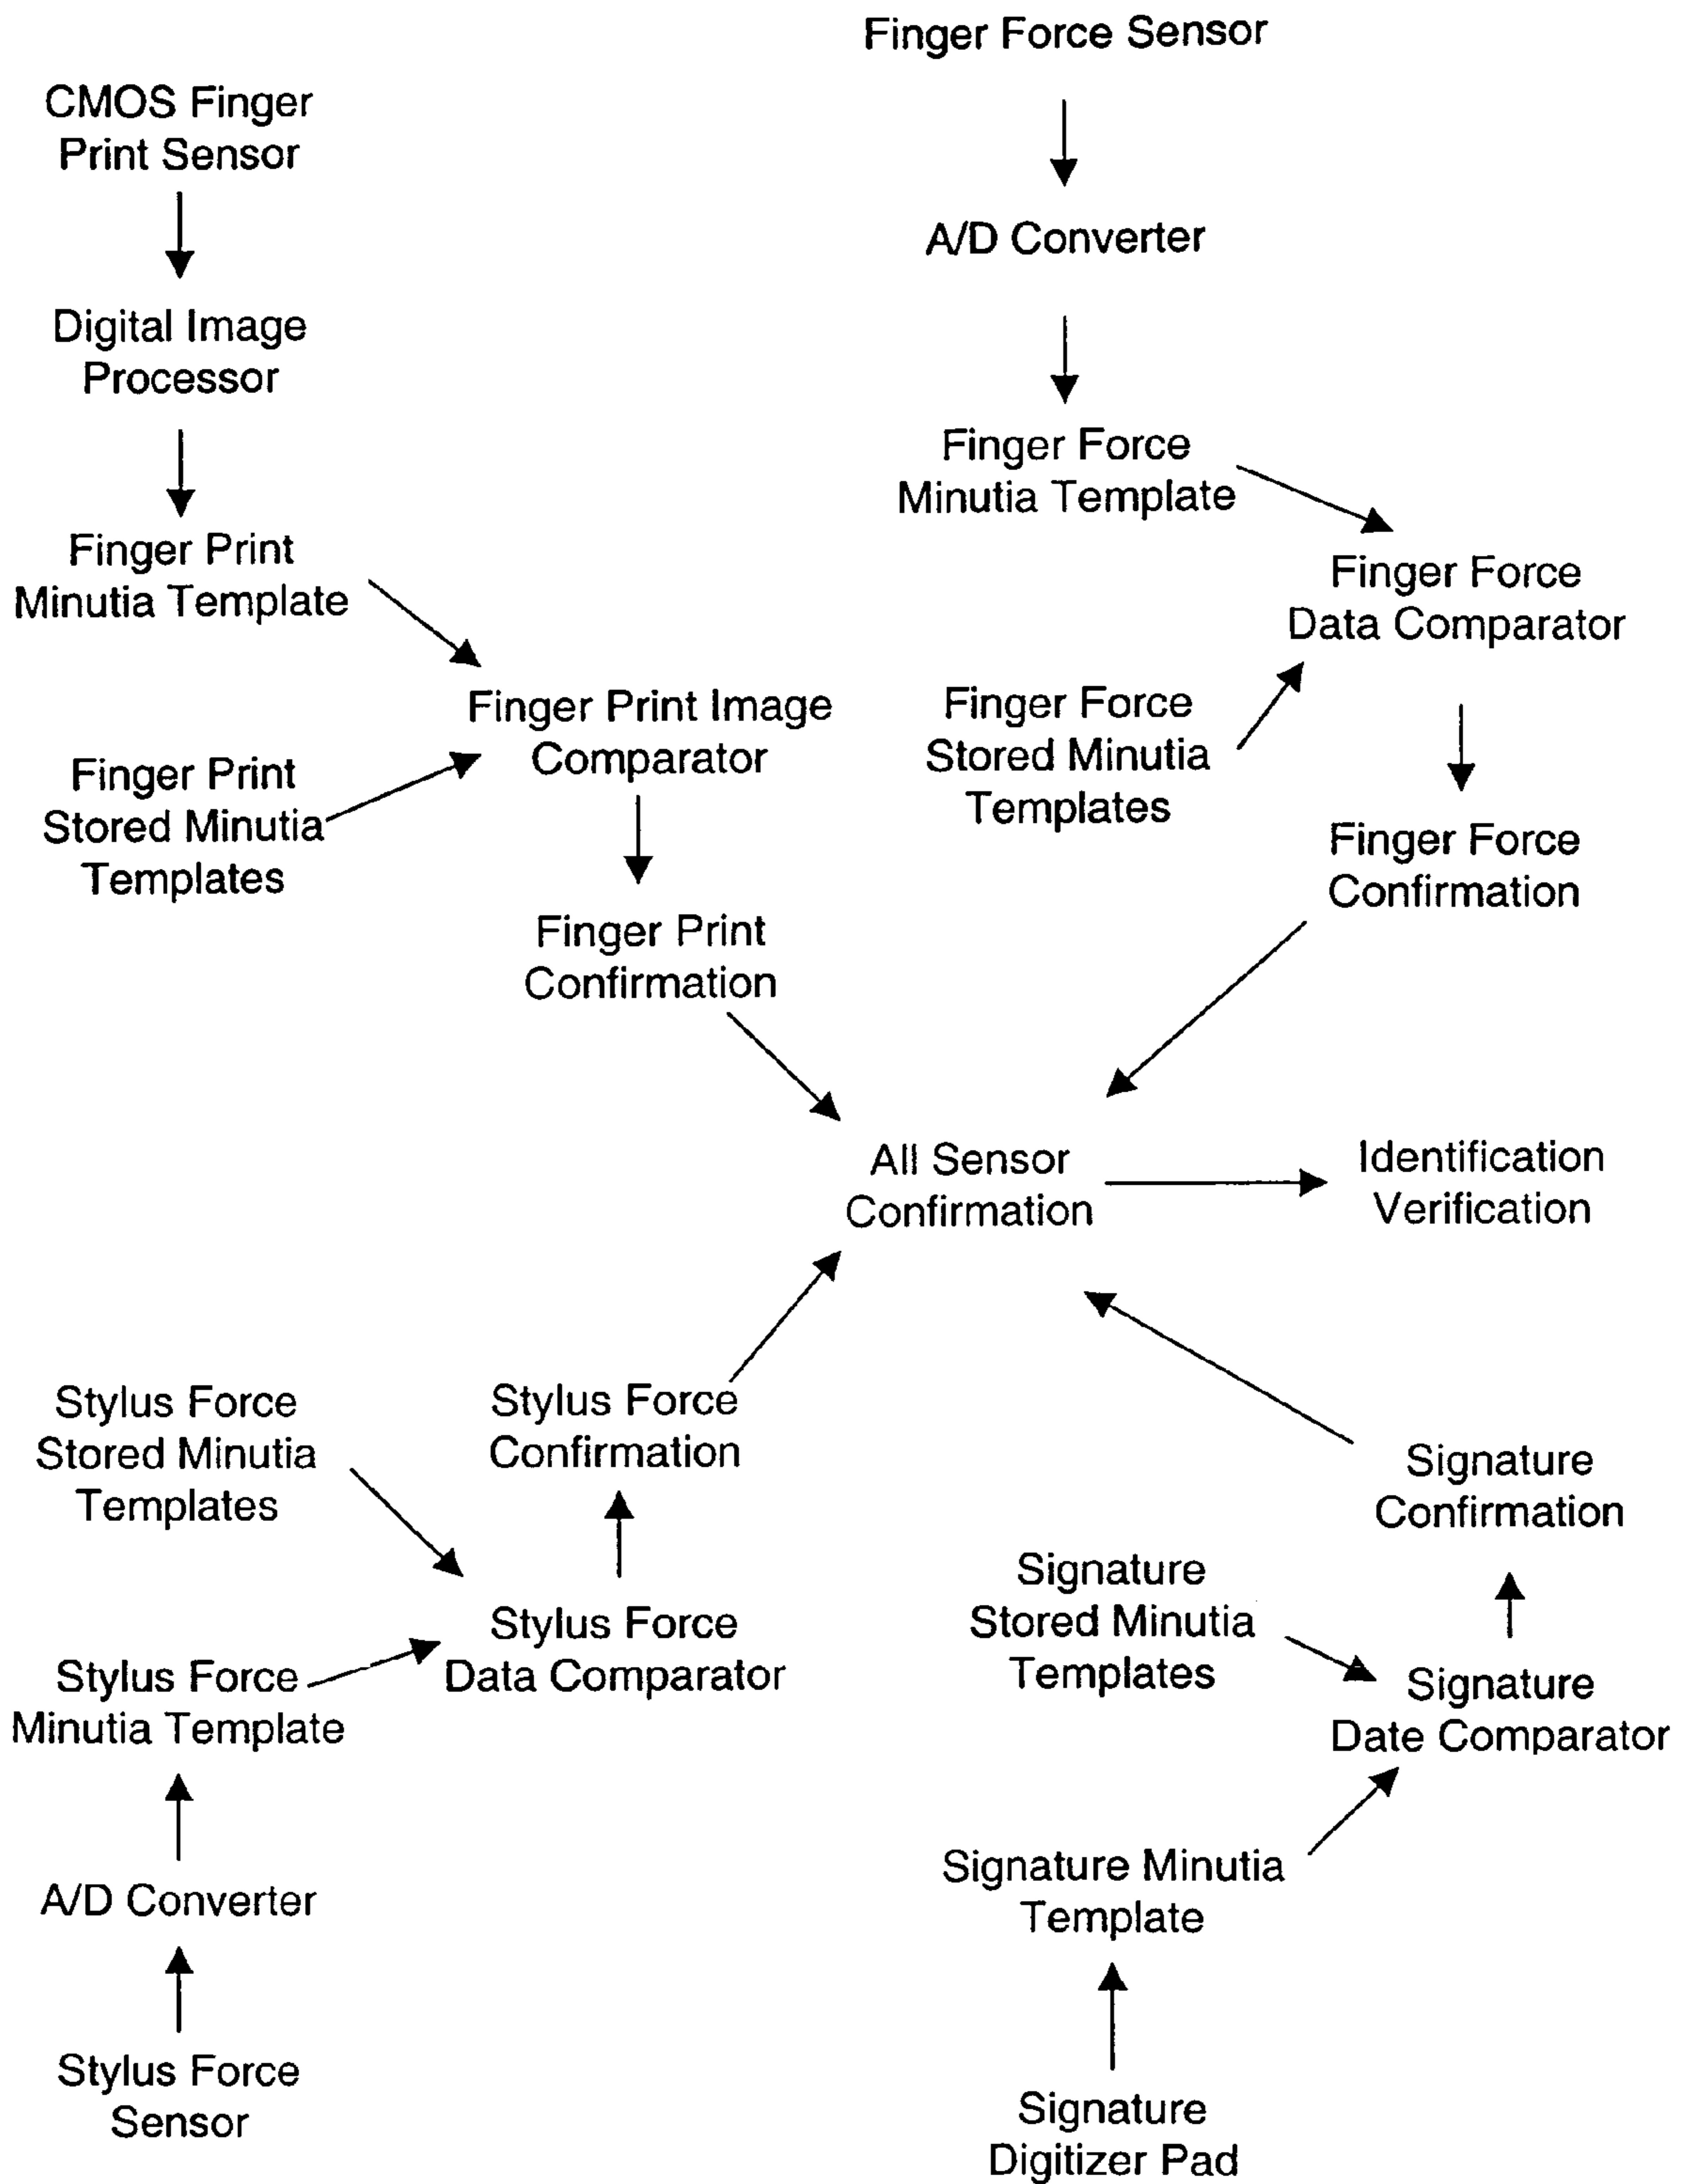 Finger Force Sensor
CMOS Finger
Print Sensor
A/D Converter
Digital Image
Processor
Finger Force
Minutia Template
Finger Print
Minutia Template
Finger Force
Data Comparator
Finger Print Image
Comparator
Finger Force
Stored Minutia
Templates
Finger Print
Stored Minutia
Templates
Finger Force
Confirmation
Finger Print
Confirmation
All Sensor
Confirmation
Identification
Verification
Stylus Force
Stored Minutia
Templates
Stylus Force
Confirmation
Signature
Confirmation
Signature
Stored Minutia
Templates
Stylus Force
Data Comparator
Stylus Force
Minutia Template
Signature
Date Comparator
A/D Converter
Signature Minutia
Template
Stylus Force
Sensor
Signature
Digitizer Pad